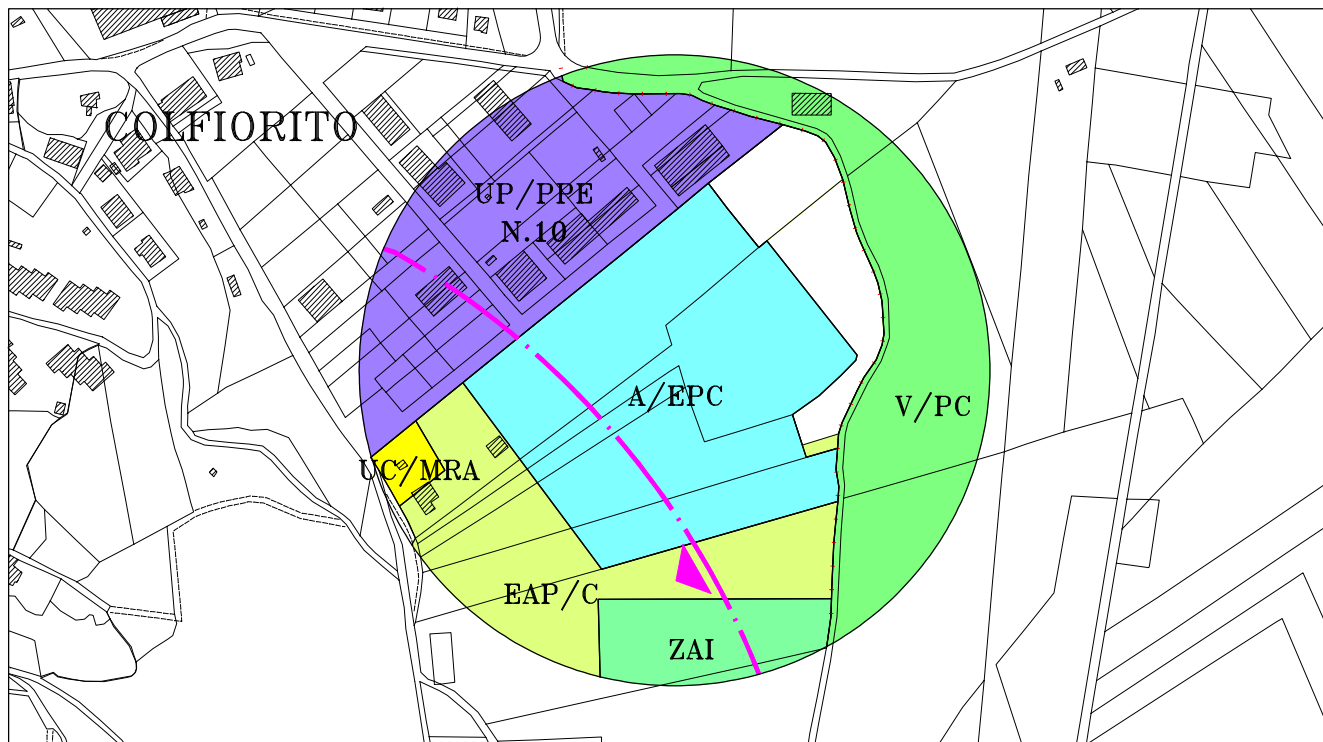 COLFIORITO
UP/PPE
N.10
A/EPC
V/PC
UC/MRA
EAP/C
ZAI